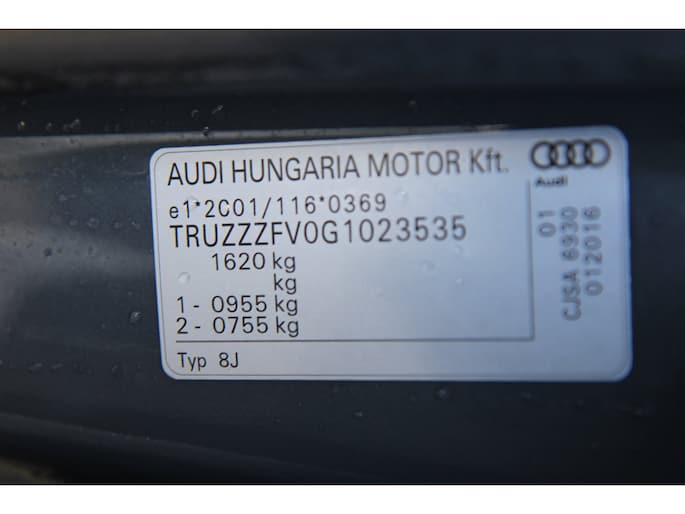 AUDI HUNGARIA MOTOR Kft.
Audi
e1*2001/116*0369
TRUZZZFV0G1023535
1620 kg
kg
1 - 0955 kg
2 - 0755 kg
Typ 8J
01
CJSA 6930
012016